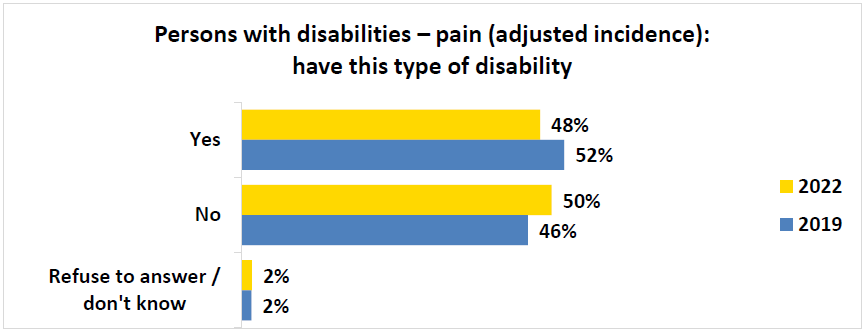 Persons with disabilities – pain (adjusted incidence):
have this type of disability
Yes
48%
52%
No
50%
46%
Refuse to answer /
don't know
2%
2%
2022
2019